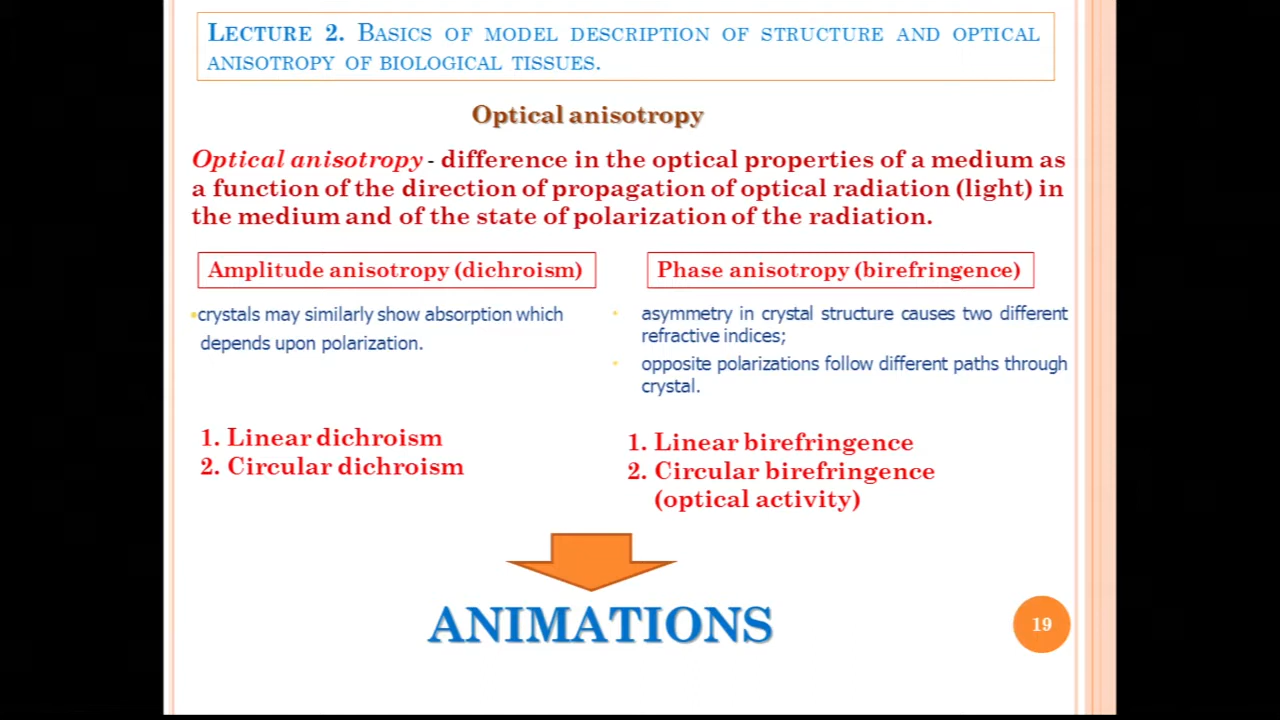 LECTURE 2. BASICS OF MODEL DESCRIPTION OF STRUCTURE AND OPTICAL
ANISOTROPY OF BIOLOGICAL TISSUES.
Optical anisotropy
Optical anisotropy - difference in the optical properties of a medium as
a function of the direction of propagation of optical radiation (light) in
the medium and of the state of polarization of the radiation.
Amplitude anisotropy (dichroism)
•crystals may similarly show absorption which
depends upon polarization.
1. Linear dichroism
2. Circular dichroism
Phase anisotropy (birefringence)
• asymmetry in crystal structure causes two different
refractive indices;
• opposite polarizations follow different paths through
crystal.
1. Linear birefringence
2. Circular birefringence
(optical activity)
ANIMATIONS
19